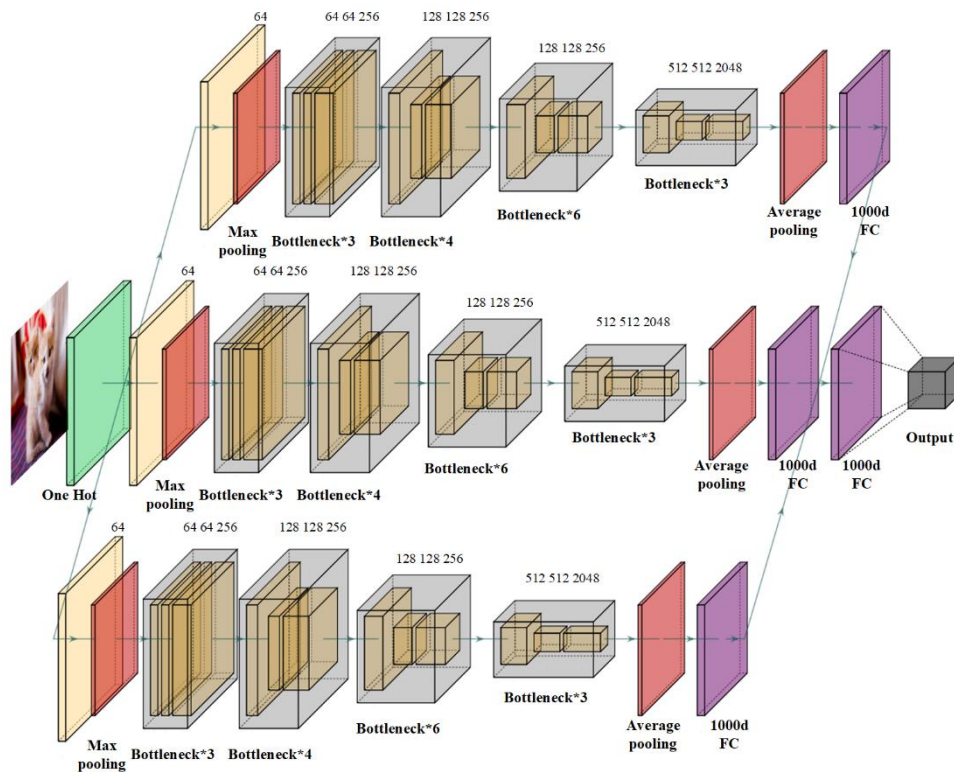 64
64 64 256
128 128 256
128 128 256
512 512 2048
Max
pooling
Bottleneck*3
Bottleneck*4
Bottleneck*6
Bottleneck*3
Average
pooling
1000d
FC
64
64 64 256
128 128 256
128 128 256
512 512 2048
One Hot
Max
pooling
Bottleneck*3
Bottleneck*4
Bottleneck*6
Bottleneck*3
Average
pooling
1000d
FC
1000d
FC
Output
64
64 64 256
128 128 256
128 128 256
512 512 2048
Max
pooling
Bottleneck*3
Bottleneck*4
Bottleneck*6
Bottleneck*3
Average
pooling
1000d
FC